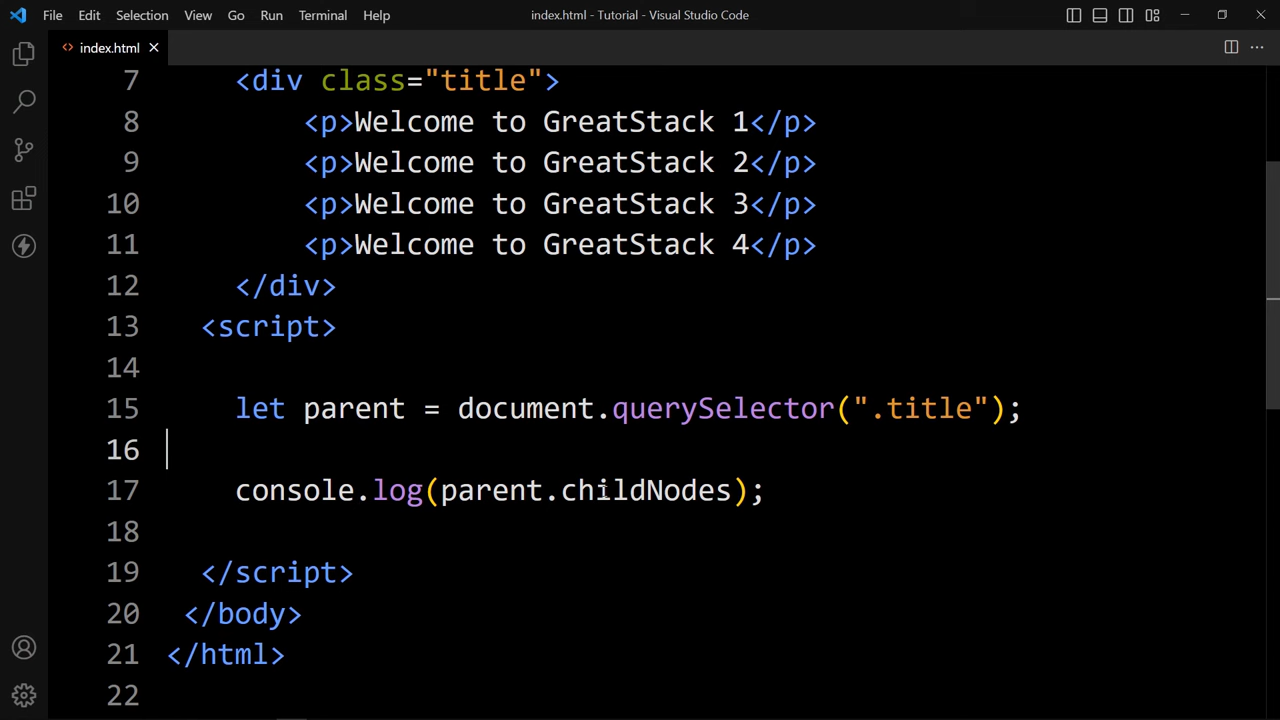 File Edit Selection View Go Run Terminal Help index.html - Tutorial - Visual Studio Code
<> index.html
7 <div class="title">
8 <p>Welcome to GreatStack 1</p>
9 <p>Welcome to GreatStack 2</p>
10 <p>Welcome to GreatStack 3</p>
11 <p>Welcome to GreatStack 4</p>
12 </div>
13 <script>
14
15 let parent = document.querySelector(".title");
16
17 console.log(parent.childNodes);
18
19 </script>
20 </body>
21 </html>
22